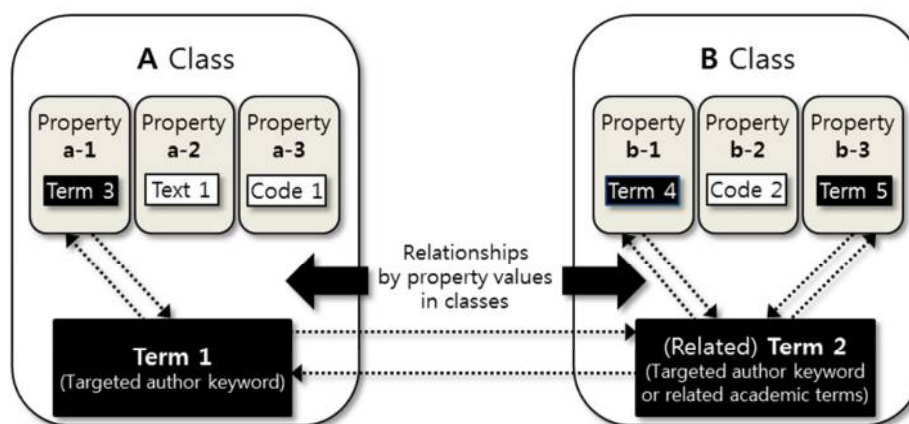 A Class
B Class
Property
a-1
Term 3
Property
a-2
Text 1
Property
a-3
Code 1
Property
b-1
Term 4
Property
b-2
Code 2
Property
b-3
Term 5
Relationships
by property values
in classes
Term 1
(Targeted author keyword)
(Related) Term 2
(Targeted author keyword
or related academic terms)